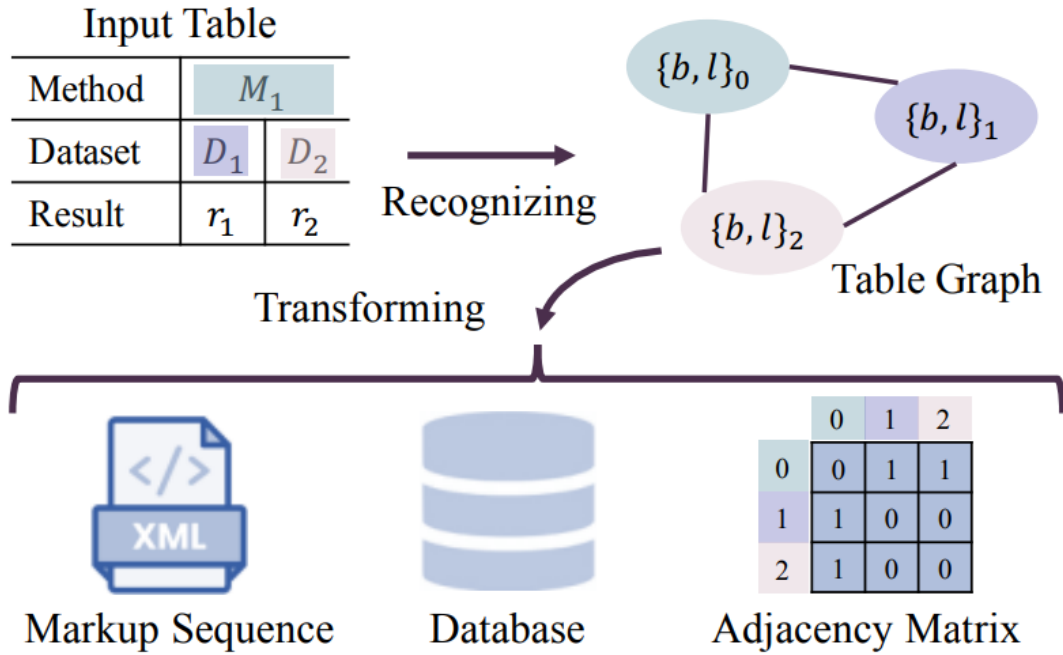 Input Table
Method M₁
Dataset D₁ D₂
Result r₁ r₂
Recognizing
{b, l}₀
{b, l}₁
{b, l}₂
Table Graph
Transforming
</>
XML
Markup Sequence
Database
0 1 2
0 0 1 1
1 1 0 0
2 1 0 0
Adjacency Matrix